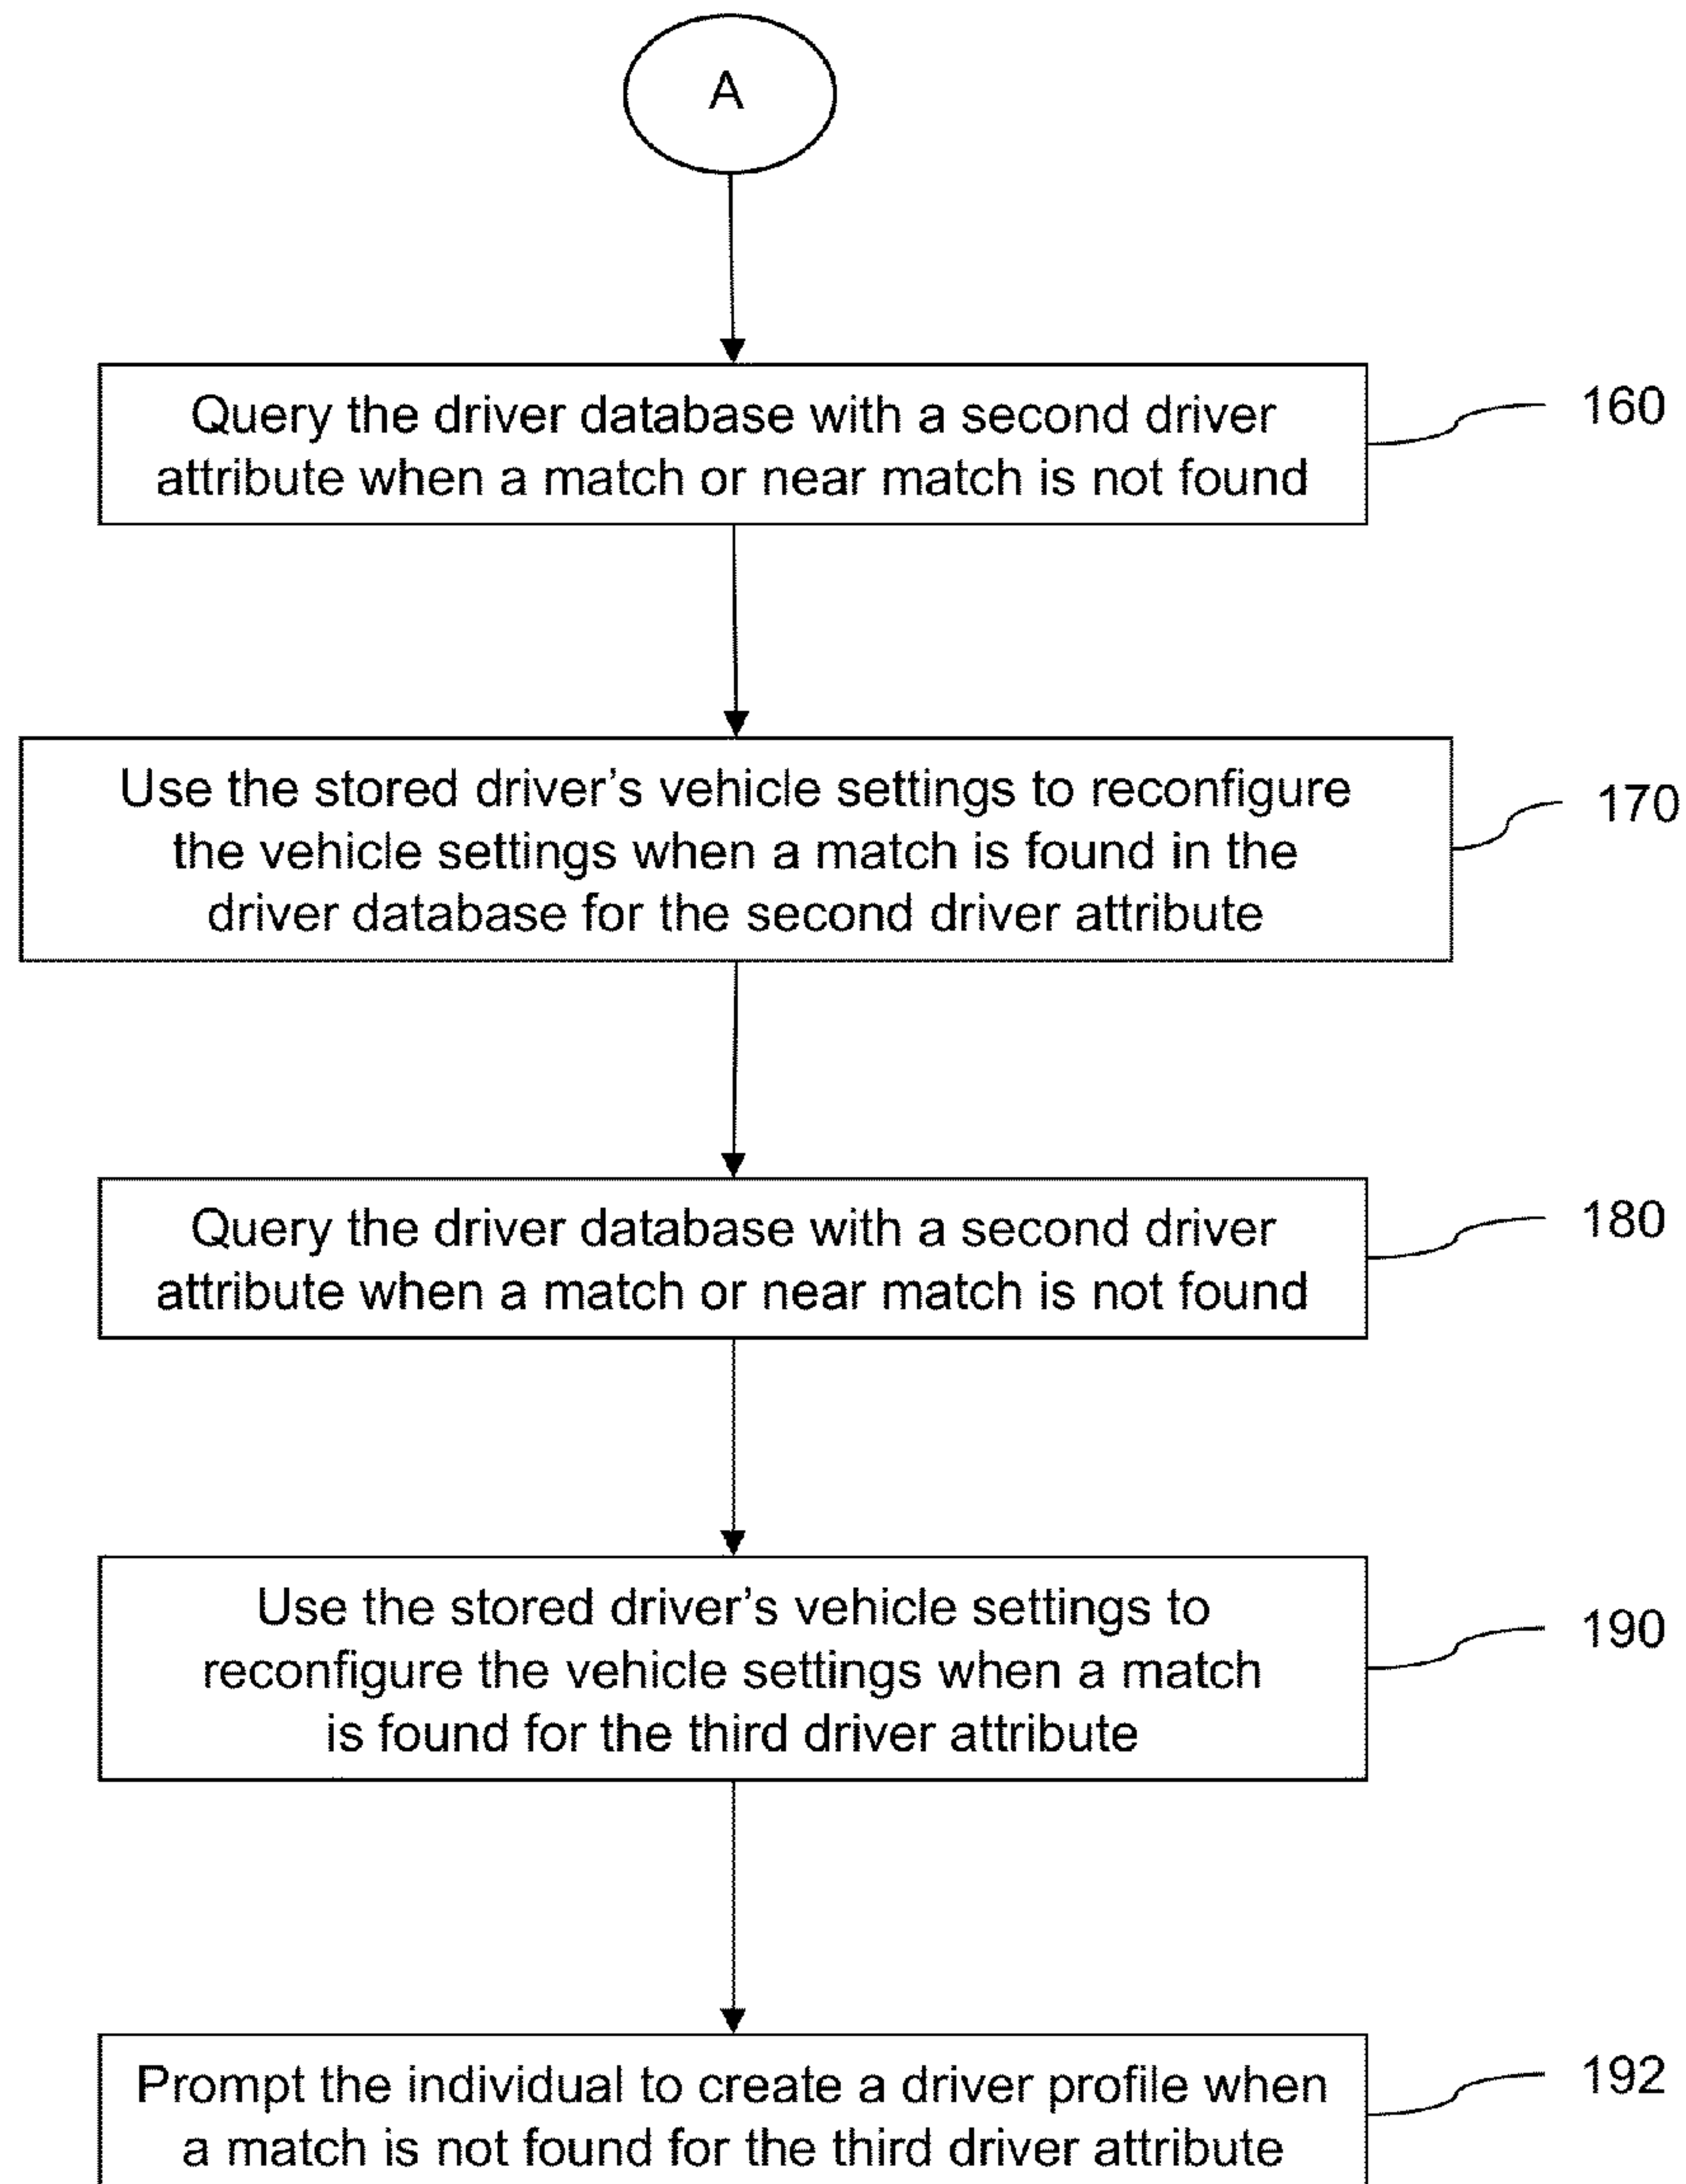 A
Query the driver database with a second driver
attribute when a match or near match is not found
160
Use the stored driver's vehicle settings to reconfigure
the vehicle settings when a match is found in the
driver database for the second driver attribute
170
Query the driver database with a second driver
attribute when a match or near match is not found
180
Use the stored driver's vehicle settings to
reconfigure the vehicle settings when a match
is found for the third driver attribute
190
Prompt the individual to create a driver profile when
a match is not found for the third driver attribute
192